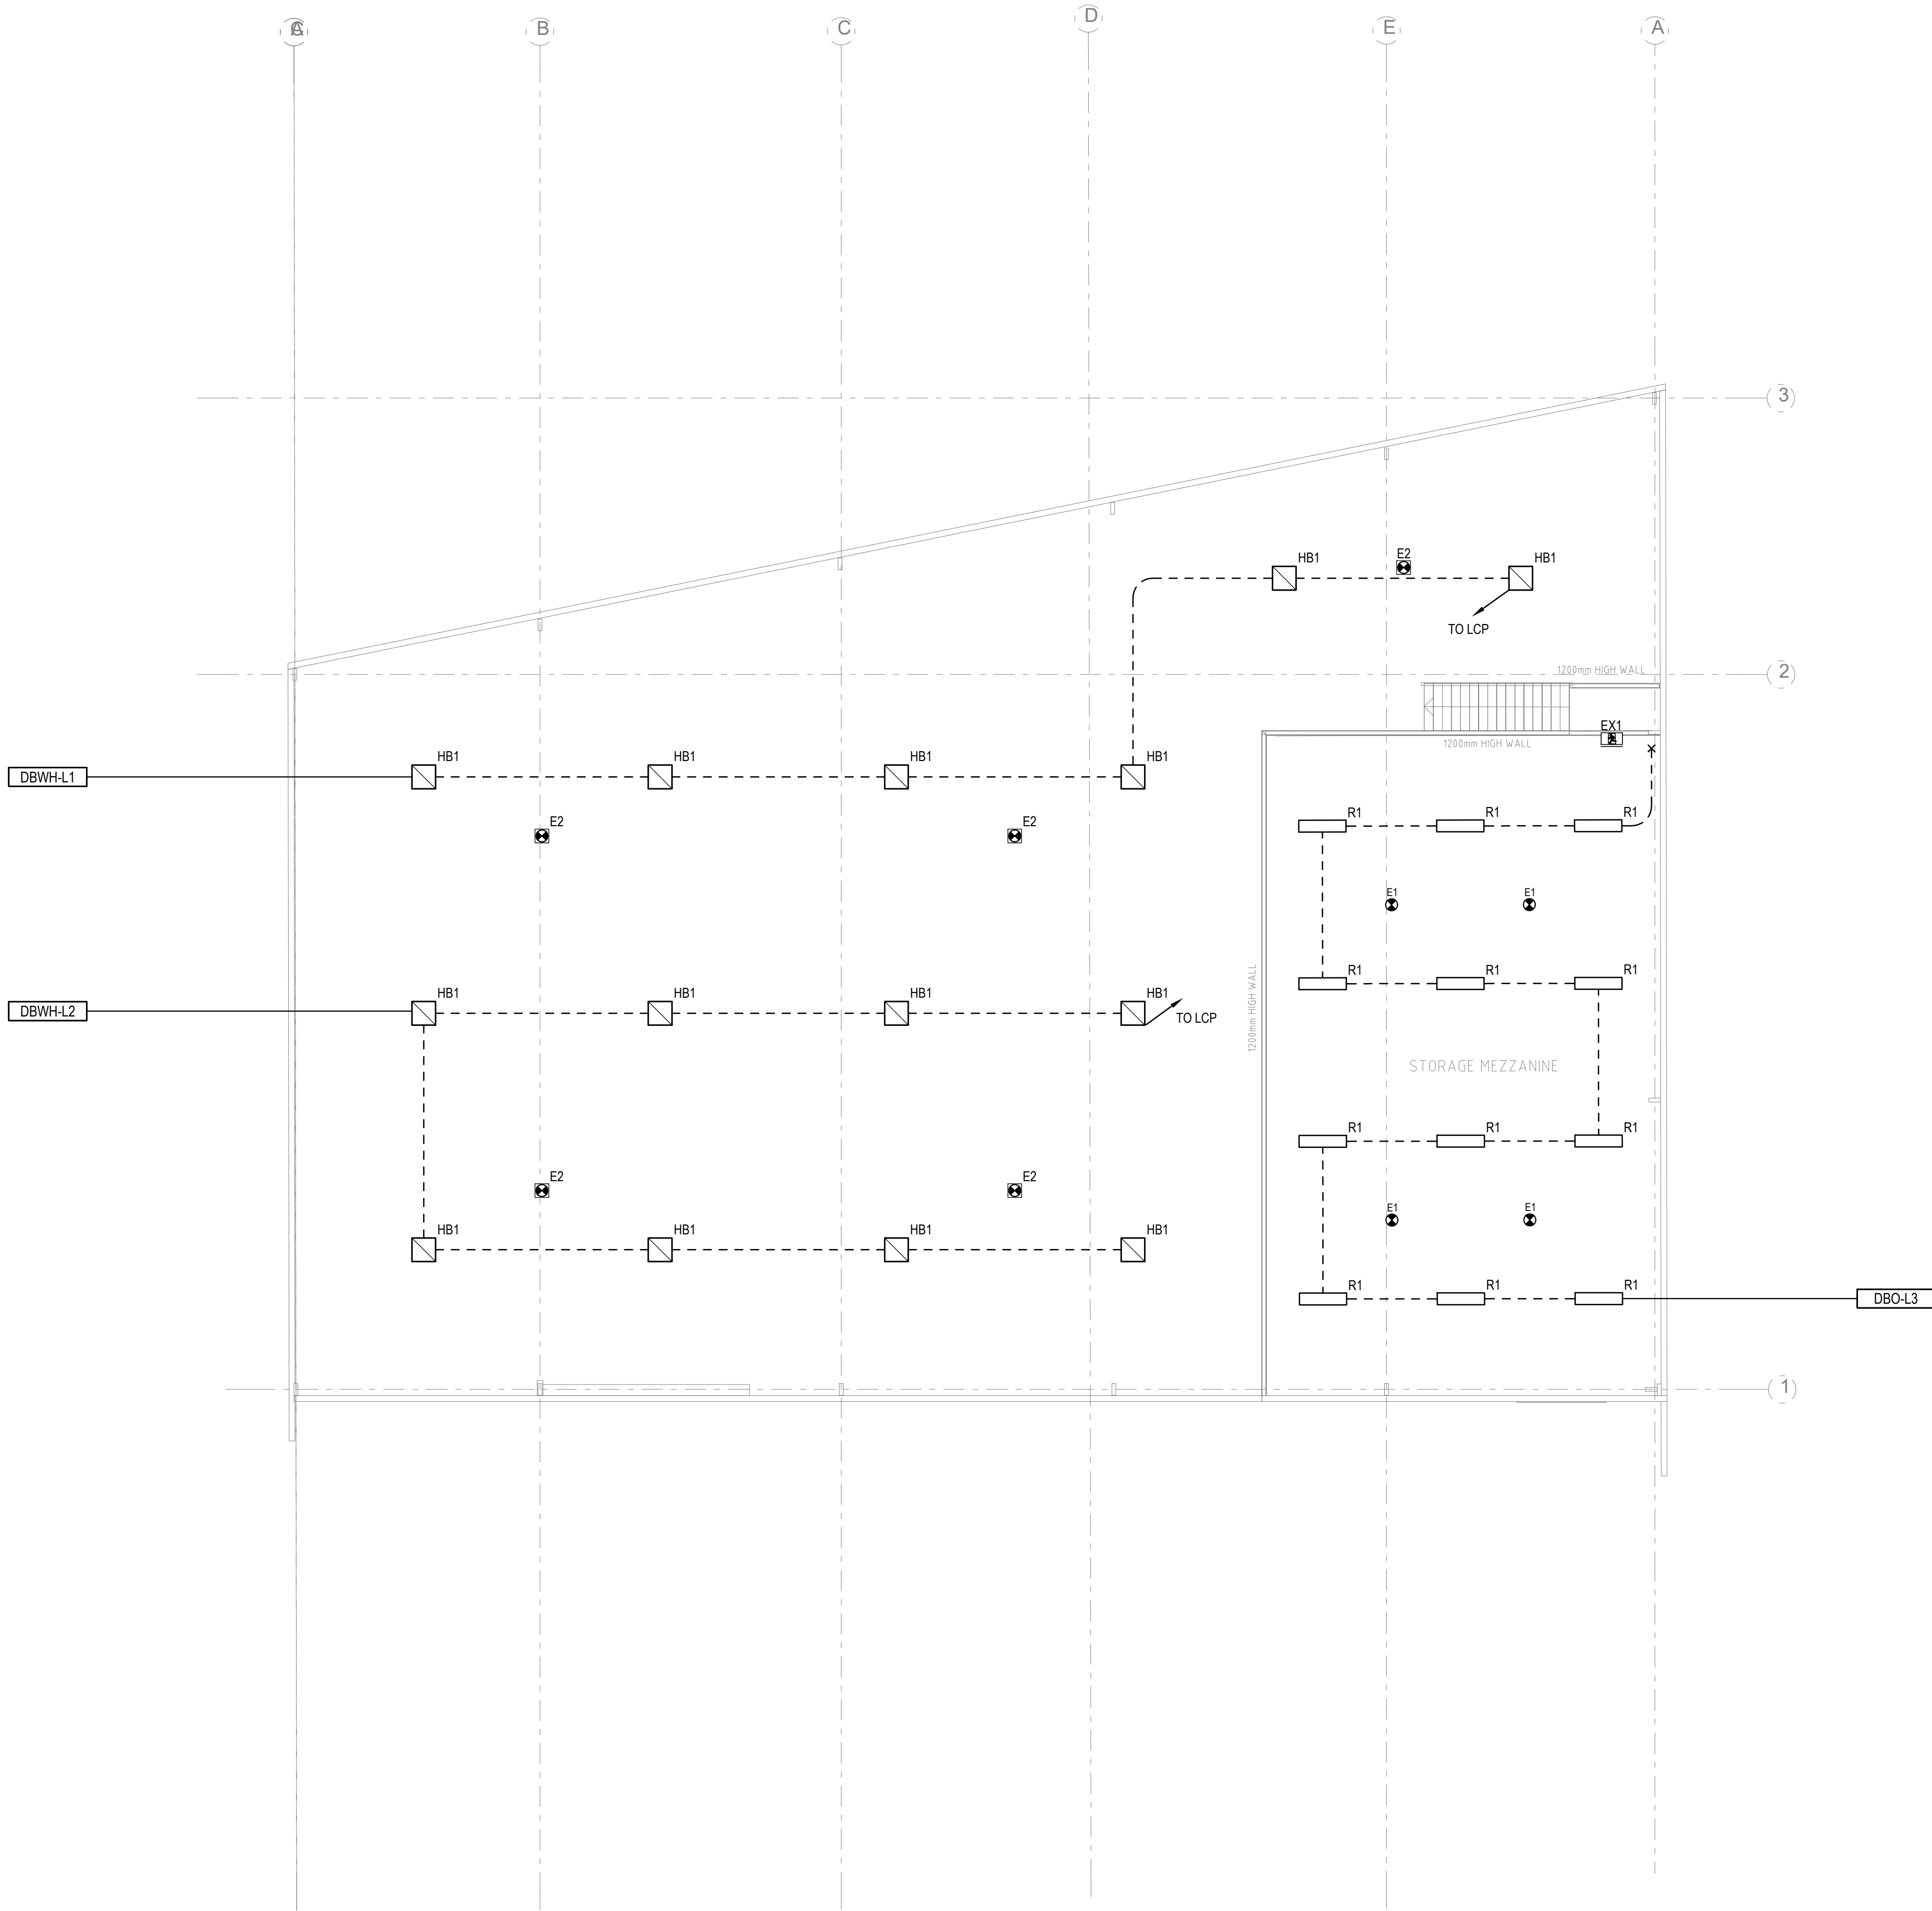 B
C
D
E
A
3
HB1
E2
HB1
TO LCP
1200mm HIGH WALL
2
EX1
1200mm HIGH WALL
DBWH-L1
HB1
HB1
HB1
HB1
R1
R1
R1
E2
E2
E1
E1
R1
R1
R1
DBWH-L2
HB1
HB1
HB1
HB1
TO LCP
1200mm HIGH WALL
STORAGE MEZZANINE
R1
R1
R1
E2
E2
E1
E1
HB1
HB1
HB1
HB1
R1
R1
R1
DBO-L3
1